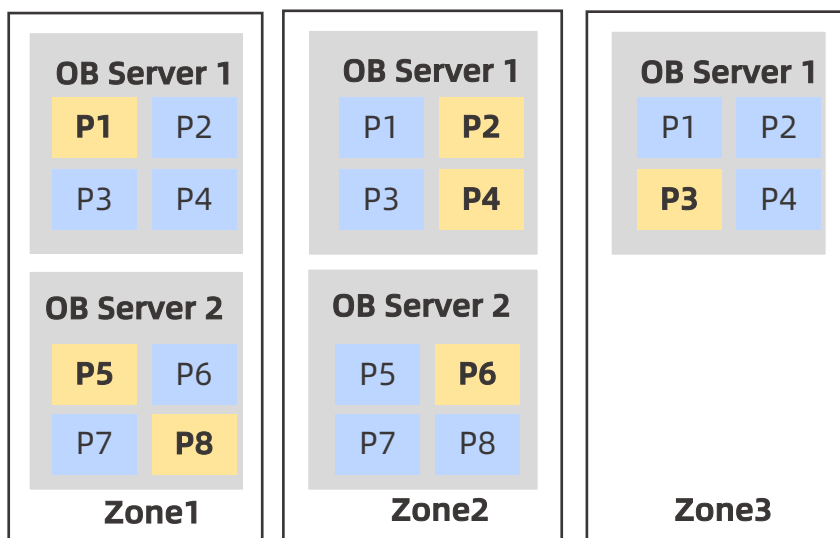 OB Server 1
P1 P2
P3 P4
OB Server 2
P5 P6
P7 P8
Zone1
OB Server 1
P1 P2
P3 P4
OB Server 2
P5 P6
P7 P8
Zone2
OB Server 1
P1 P2
P3 P4
Zone3